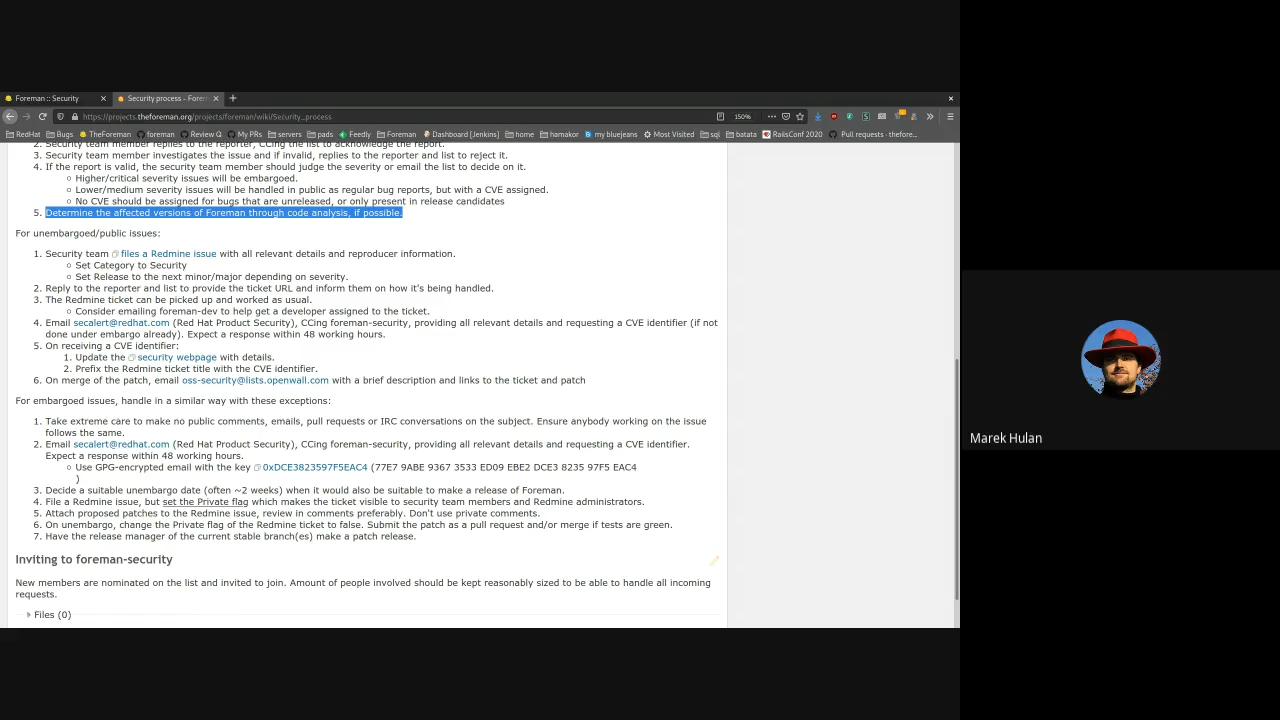 Foreman :: Security
Security process - Forem
https://projects.theforeman.org/projects/foreman/wiki/Security_process
150%
RedHat Bugs TheForeman foreman Review Q My PRs servers pads Feedly Foreman Dashboard [Jenkins] home hamakor my bluejeans Most Visited sql batata RailsConf 2020 Pull requests - thefore...
2. Security team member replies to the reporter, CCing the list to acknowledge the report.
3. Security team member investigates the issue and if invalid, replies to the reporter and list to reject it.
4. If the report is valid, the security team member should judge the severity or email the list to decide on it.
Higher/critical severity issues will be embargoed.
Lower/medium severity issues will be handled in public as regular bug reports, but with a CVE assigned.
No CVE should be assigned for bugs that are unreleased, or only present in release candidates
5. Determine the affected versions of Foreman through code analysis, if possible.
For unembargoed/public issues:
1. Security team files a Redmine issue with all relevant details and reproducer information.
Set Category to Security
Set Release to the next minor/major depending on severity.
2. Reply to the reporter and list to provide the ticket URL and inform them on how it's being handled.
3. The Redmine ticket can be picked up and worked as usual.
Consider emailing foreman-dev to help get a developer assigned to the ticket.
4. Email secalert@redhat.com (Red Hat Product Security), CCing foreman-security, providing all relevant details and requesting a CVE identifier (if not
done under embargo already). Expect a response within 48 working hours.
5. On receiving a CVE identifier:
1. Update the security webpage with details.
2. Prefix the Redmine ticket title with the CVE identifier.
6. On merge of the patch, email oss-security@lists.openwall.com with a brief description and links to the ticket and patch
For embargoed issues, handle in a similar way with these exceptions:
1. Take extreme care to make no public comments, emails, pull requests or IRC conversations on the subject. Ensure anybody working on the issue
follows the same.
2. Email secalert@redhat.com (Red Hat Product Security), CCing foreman-security, providing all relevant details and requesting a CVE identifier.
Expect a response within 48 working hours.
Use GPG-encrypted email with the key 0xDCE3823597F5EAC4 (77E7 9ABE 9367 3533 ED09 EBE2 DCE3 8235 97F5 EAC4
)
3. Decide a suitable unembargo date (often ~2 weeks) when it would also be suitable to make a release of Foreman.
4. File a Redmine issue, but set the Private flag which makes the ticket visible to security team members and Redmine administrators.
5. Attach proposed patches to the Redmine issue, review in comments preferably. Don't use private comments.
6. On unembargo, change the Private flag of the Redmine ticket to false. Submit the patch as a pull request and/or merge if tests are green.
7. Have the release manager of the current stable branch(es) make a patch release.
Inviting to foreman-security
New members are nominated on the list and invited to join. Amount of people involved should be kept reasonably sized to be able to handle all incoming
requests.
Files (0)
Marek Hulan